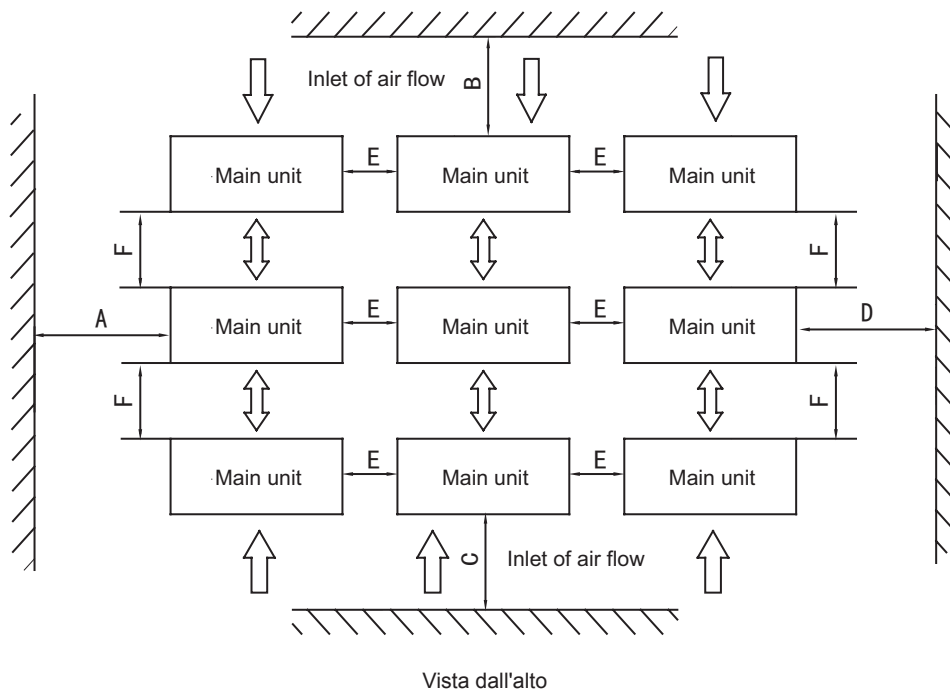 Inlet of air flow
B
Main unit E Main unit E Main unit
F F
A Main unit E Main unit E Main unit D
F F
Main unit E Main unit E Main unit
C Inlet of air flow
Vista dall'alto